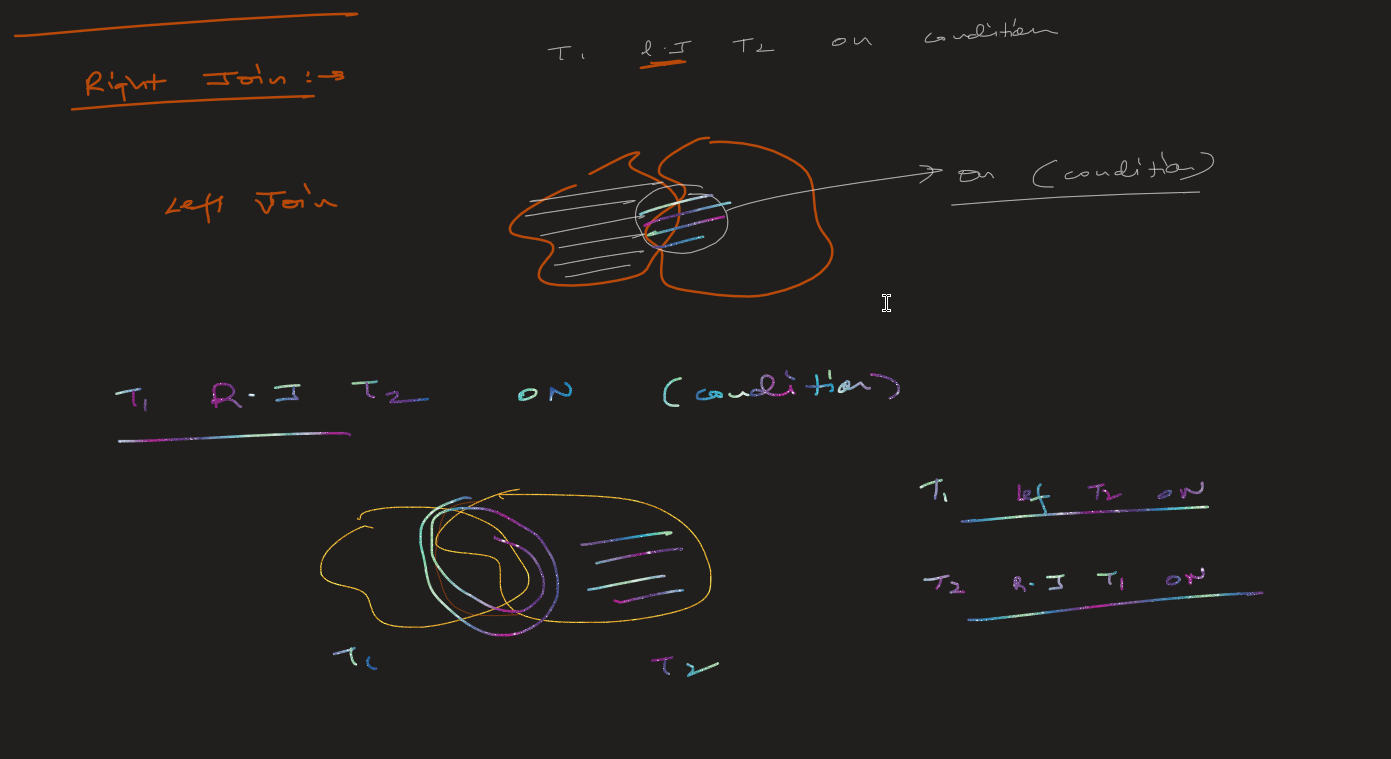 T1 l.J T2 on condition
Right Join :→
on (condition)
Left Join
T1 R.J T2 ON (condition)
T1 left T2 ON
T2 R.J T1 ON
T1 T2